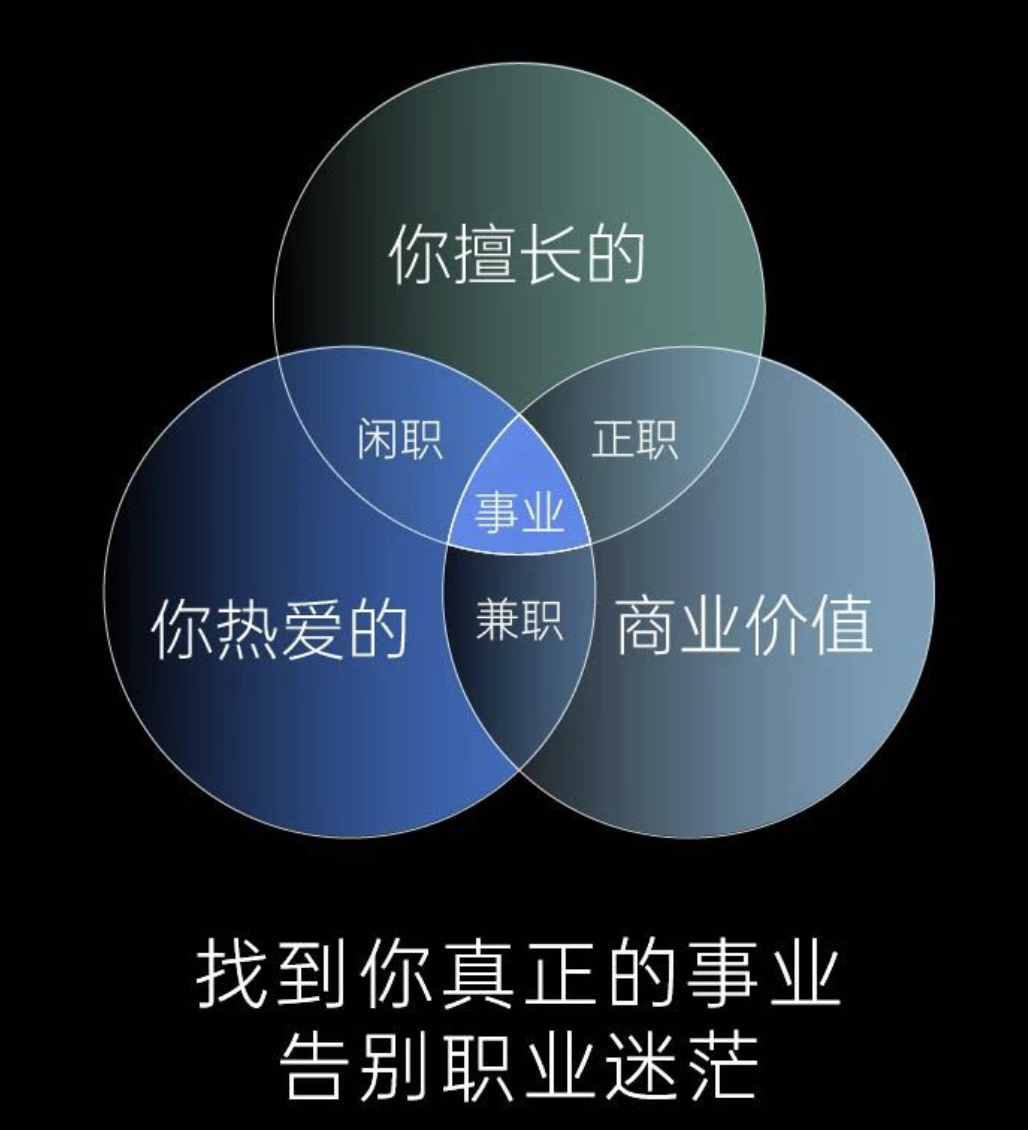 你擅长的
闲职
正职
事业
你热爱的
兼职
商业价值
找到你真正的事业
告别职业迷茫